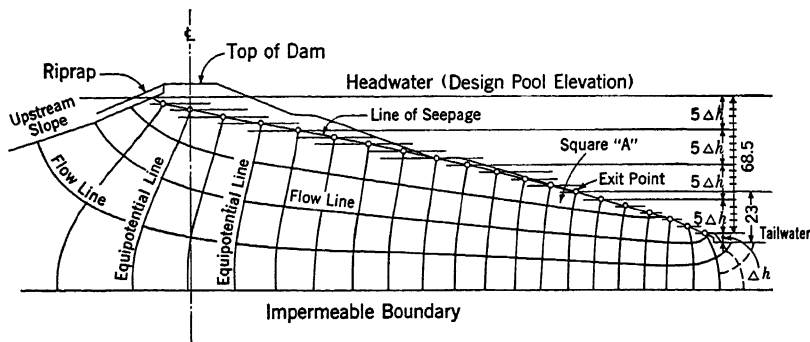 ℄
Top of Dam
Riprap
Headwater (Design Pool Elevation)
Upstream
Slope
Line of Seepage
5 Δh
5 Δh
5 Δh
5 Δh
68.5
23
Square "A"
Flow Line
Equipotential Line
Equipotential Line
Flow Line
Exit Point
Tailwater
Δh
Impermeable Boundary